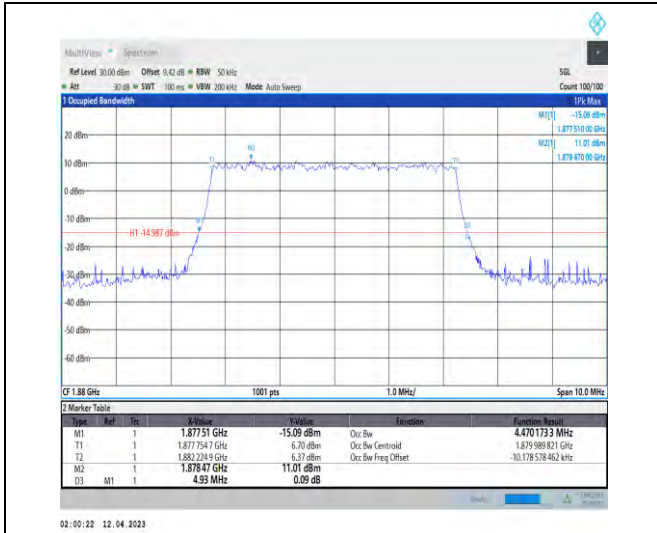 MultiView Spectrum
Ref Level 30.00 dBm Offset 9.42 dB RBW 50 kHz SGL
Att 30 dB SWT 100 ms VBW 200 kHz Mode Auto Sweep Count 100/100
1 Occupied Bandwidth 1Pk Max
M1[1] -15.09 dBm
1.877 510 00 GHz
M2[1] 11.01 dBm
1.878 470 00 GHz
20 dBm
M2
10 dBm
T1
0 dBm
-10 dBm
H1 -14.987 dBm
-30 dBm
-40 dBm
-50 dBm
-60 dBm
CF 1.88 GHz 1001 pts 1.0 MHz/ Span 10.0 MHz
2 Marker Table
Type Ref Trc X-Value Y-Value Function Function Result
M1 1 1.877 51 GHz -15.09 dBm Occ Bw 4.470 173 3 MHz
T1 1 1.877 754 7 GHz 6.70 dBm Occ Bw Centroid 1.879 989 821 GHz
T2 1 1.882 224 9 GHz 6.37 dBm Occ Bw Freq Offset -10.178 578 462 kHz
M2 1 1.878 47 GHz 11.01 dBm
D3 M1 1 4.93 MHz 0.09 dB
02:00:22 12.04.2023